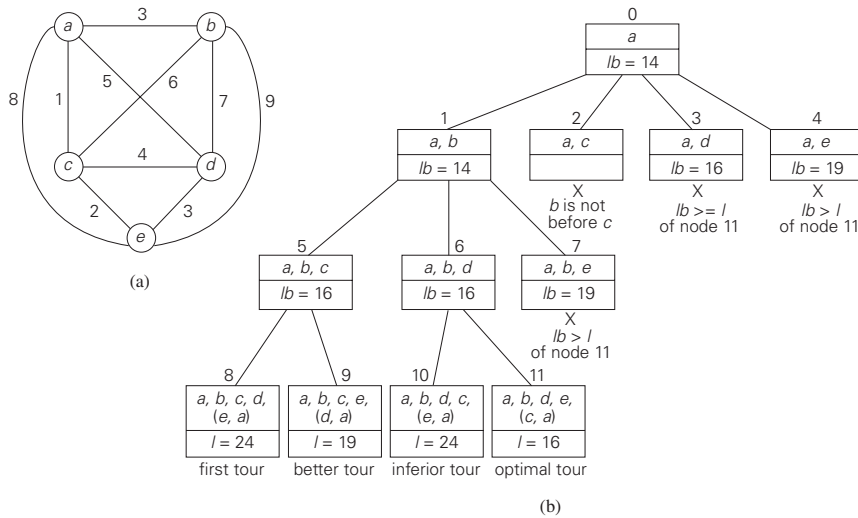 3
a
b
5
6
8
1
7
9
4
c
d
2
3
e
(a)
0
a
lb = 14
1
a, b
lb = 14
2
a, c
X
b is not
before c
3
a, d
lb = 16
X
lb >= l
of node 11
4
a, e
lb = 19
X
lb > l
of node 11
5
a, b, c
lb = 16
6
a, b, d
lb = 16
7
a, b, e
lb = 19
X
lb > l
of node 11
8
a, b, c, d,
(e, a)
l = 24
first tour
9
a, b, c, e,
(d, a)
l = 19
better tour
10
a, b, d, c,
(e, a)
l = 24
inferior tour
11
a, b, d, e,
(c, a)
l = 16
optimal tour
(b)